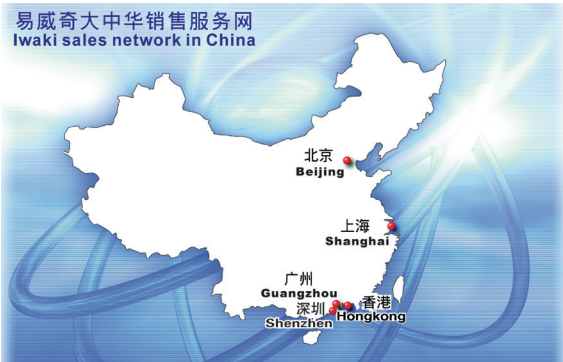 易威奇大中华销售服务网
Iwaki sales network in China
北京
Beijing
上海
Shanghai
广州
Guangzhou
香港
Hongkong
深圳
Shenzhen